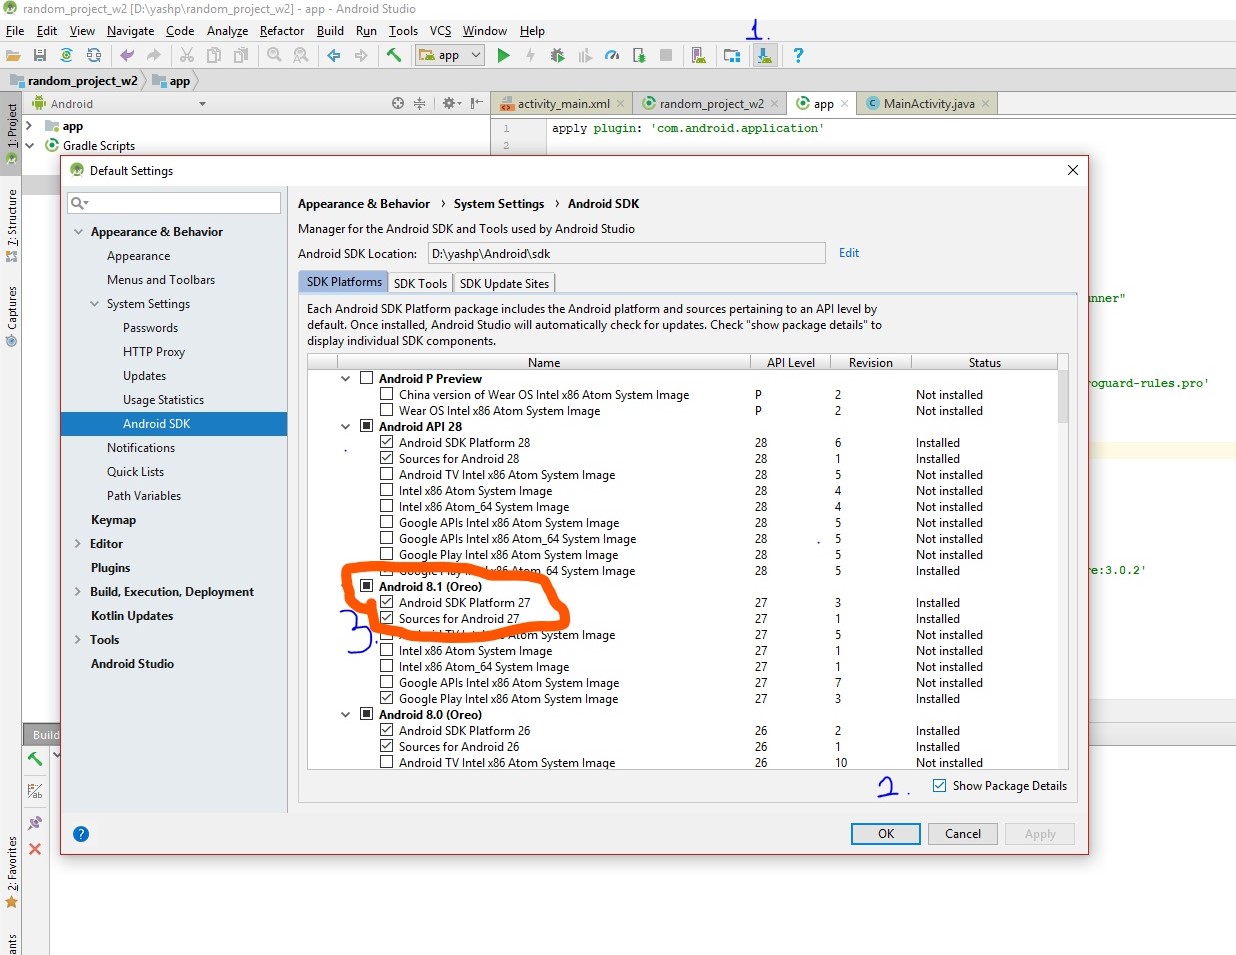 random_project_w2 [D:\yashp\random_project_w2] - app - Android Studio
File Edit View Navigate Code Analyze Refactor Build Run Tools VCS Window Help
1.
app
random_project_w2 app
Android
activity_main.xml random_project_w2 app MainActivity.java
1: Project
7: Structure
Captures
2: Favorites
ants
app
Gradle Scripts
1 apply plugin: 'com.android.application'
2
Default Settings
Appearance & Behavior
Appearance
Menus and Toolbars
System Settings
Passwords
HTTP Proxy
Updates
Usage Statistics
Android SDK
Notifications
Quick Lists
Path Variables
Keymap
Editor
Plugins
Build, Execution, Deployment
Kotlin Updates
Tools
Android Studio
Appearance & Behavior › System Settings › Android SDK
Manager for the Android SDK and Tools used by Android Studio
Android SDK Location: D:\yashp\Android\sdk Edit
SDK Platforms SDK Tools SDK Update Sites
Each Android SDK Platform package includes the Android platform and sources pertaining to an API level by
default. Once installed, Android Studio will automatically check for updates. Check "show package details" to
display individual SDK components.
Name API Level Revision Status
Android P Preview
China version of Wear OS Intel x86 Atom System Image P 2 Not installed
Wear OS Intel x86 Atom System Image P 2 Not installed
Android API 28
Android SDK Platform 28 28 6 Installed
Sources for Android 28 28 1 Installed
Android TV Intel x86 Atom System Image 28 5 Not installed
Intel x86 Atom System Image 28 4 Not installed
Intel x86 Atom_64 System Image 28 4 Not installed
Google APIs Intel x86 Atom System Image 28 5 Not installed
Google APIs Intel x86 Atom_64 System Image 28 5 Not installed
Google Play Intel x86 Atom System Image 28 5 Not installed
Google Play Intel x86 Atom_64 System Image 28 5 Installed
Android 8.1 (Oreo)
Android SDK Platform 27 27 3 Installed
Sources for Android 27 27 1 Installed
3.
Android TV Intel x86 Atom System Image 27 5 Not installed
Intel x86 Atom System Image 27 1 Not installed
Intel x86 Atom_64 System Image 27 1 Not installed
Google APIs Intel x86 Atom System Image 27 7 Not installed
Google Play Intel x86 Atom System Image 27 3 Installed
Android 8.0 (Oreo)
Android SDK Platform 26 26 2 Installed
Sources for Android 26 26 1 Installed
Android TV Intel x86 Atom System Image 26 10 Not installed
2. Show Package Details
OK Cancel Apply
nner"
roguard-rules.pro'
re:3.0.2'
Build